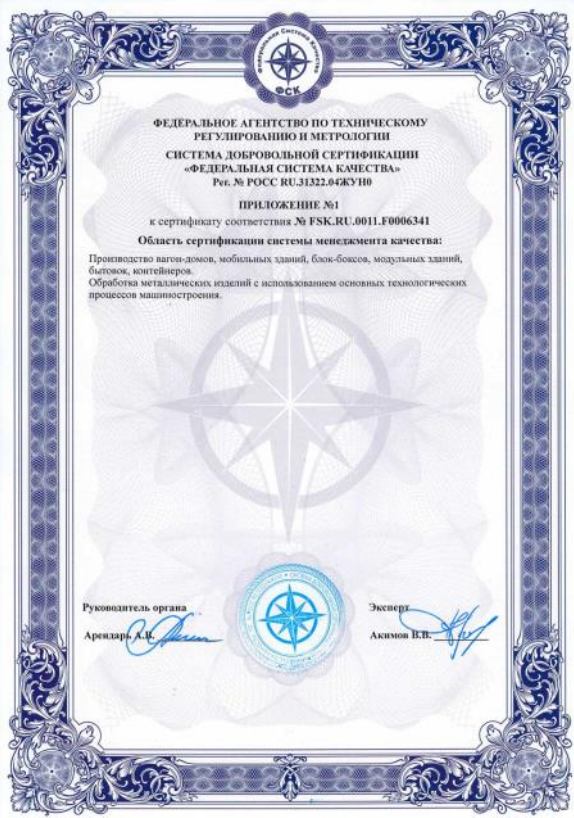 Федеральная Система Качества
ФСК
ФЕДЕРАЛЬНОЕ АГЕНТСТВО ПО ТЕХНИЧЕСКОМУ
РЕГУЛИРОВАНИЮ И МЕТРОЛОГИИ
СИСТЕМА ДОБРОВОЛЬНОЙ СЕРТИФИКАЦИИ
«ФЕДЕРАЛЬНАЯ СИСТЕМА КАЧЕСТВА»
Рег. № РОСС RU.31322.04ЖУН0
ПРИЛОЖЕНИЕ №1
к сертификату соответствия № FSK.RU.0011.F0006341
Область сертификации системы менеджмента качества:
Производство вагон-домов, мобильных зданий, блок-боксов, модульных зданий,
бытовок, контейнеров.
Обработка металлических изделий с использованием основных технологических
процессов машиностроения.
Руководитель органа
Эксперт
Арендарь А.В.
Акимов В.В.